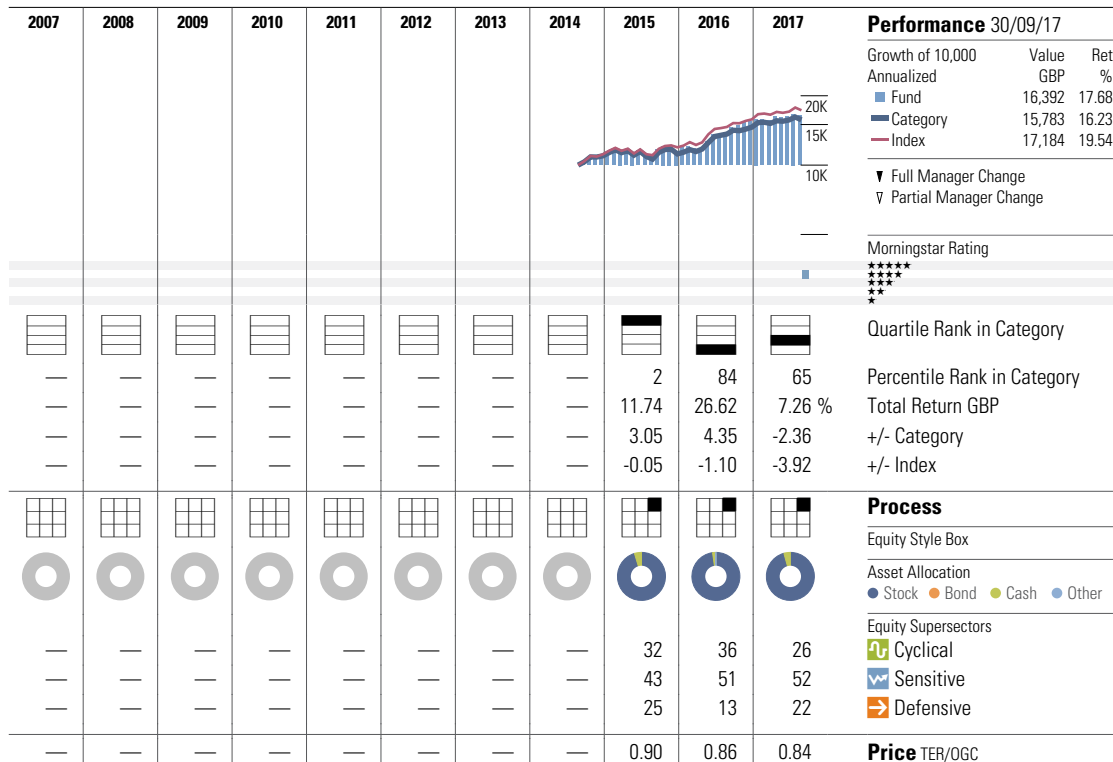 2007 2008 2009 2010 2011 2012 2013 2014 2015 2016 2017
Performance 30/09/17
Growth of 10,000 Value Ret
Annualized GBP %
Fund 16,392 17.68
Category 15,783 16.23
Index 17,184 19.54
20K
15K
10K
Full Manager Change
Partial Manager Change
Morningstar Rating
★★★★★
★★★★
★★★
★★
★
Quartile Rank in Category
— — — — — — — — 2 84 65 Percentile Rank in Category
— — — — — — — — 11.74 26.62 7.26 % Total Return GBP
— — — — — — — — 3.05 4.35 -2.36 +/- Category
— — — — — — — — -0.05 -1.10 -3.92 +/- Index
Process
Equity Style Box
Asset Allocation
Stock Bond Cash Other
Equity Supersectors
— — — — — — — — 32 36 26 Cyclical
— — — — — — — — 43 51 52 Sensitive
— — — — — — — — 25 13 22 Defensive
— — — — — — — — 0.90 0.86 0.84 Price TER/OGC